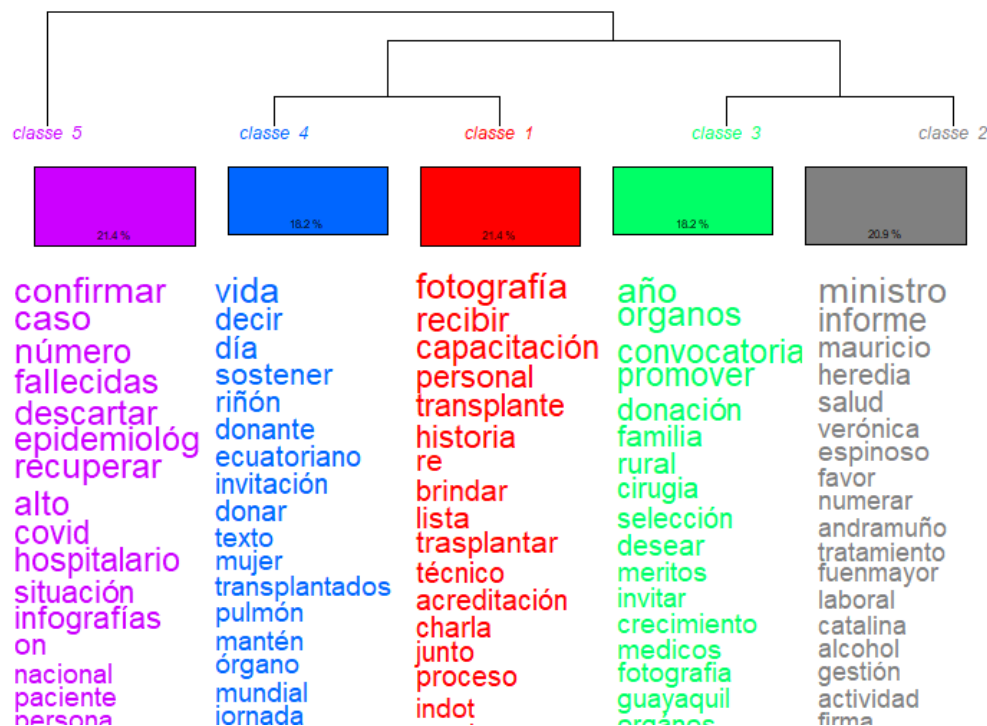 classe 5
classe 4
classe 1
classe 3
classe 2
21.4 %
18.2 %
21.4 %
18.2 %
20.9 %
confirmar
caso
número
fallecidas
descartar
epidemiológ
recuperar
alto
covid
hospitalario
situación
infografías
on
nacional
paciente
persona
vida
decir
día
sostener
riñón
donante
ecuatoriano
invitación
donar
texto
mujer
transplantados
pulmón
mantén
órgano
mundial
jornada
fotografía
recibir
capacitación
personal
transplante
historia
re
brindar
lista
trasplantar
técnico
acreditación
charla
junto
proceso
indot
año
organos
convocatoria
promover
donación
familia
rural
cirugia
selección
desear
meritos
invitar
crecimiento
medicos
fotografia
guayaquil
orgános
ministro
informe
mauricio
heredia
salud
verónica
espinoso
favor
numerar
andramuño
tratamiento
fuenmayor
laboral
catalina
alcohol
gestión
actividad
firma